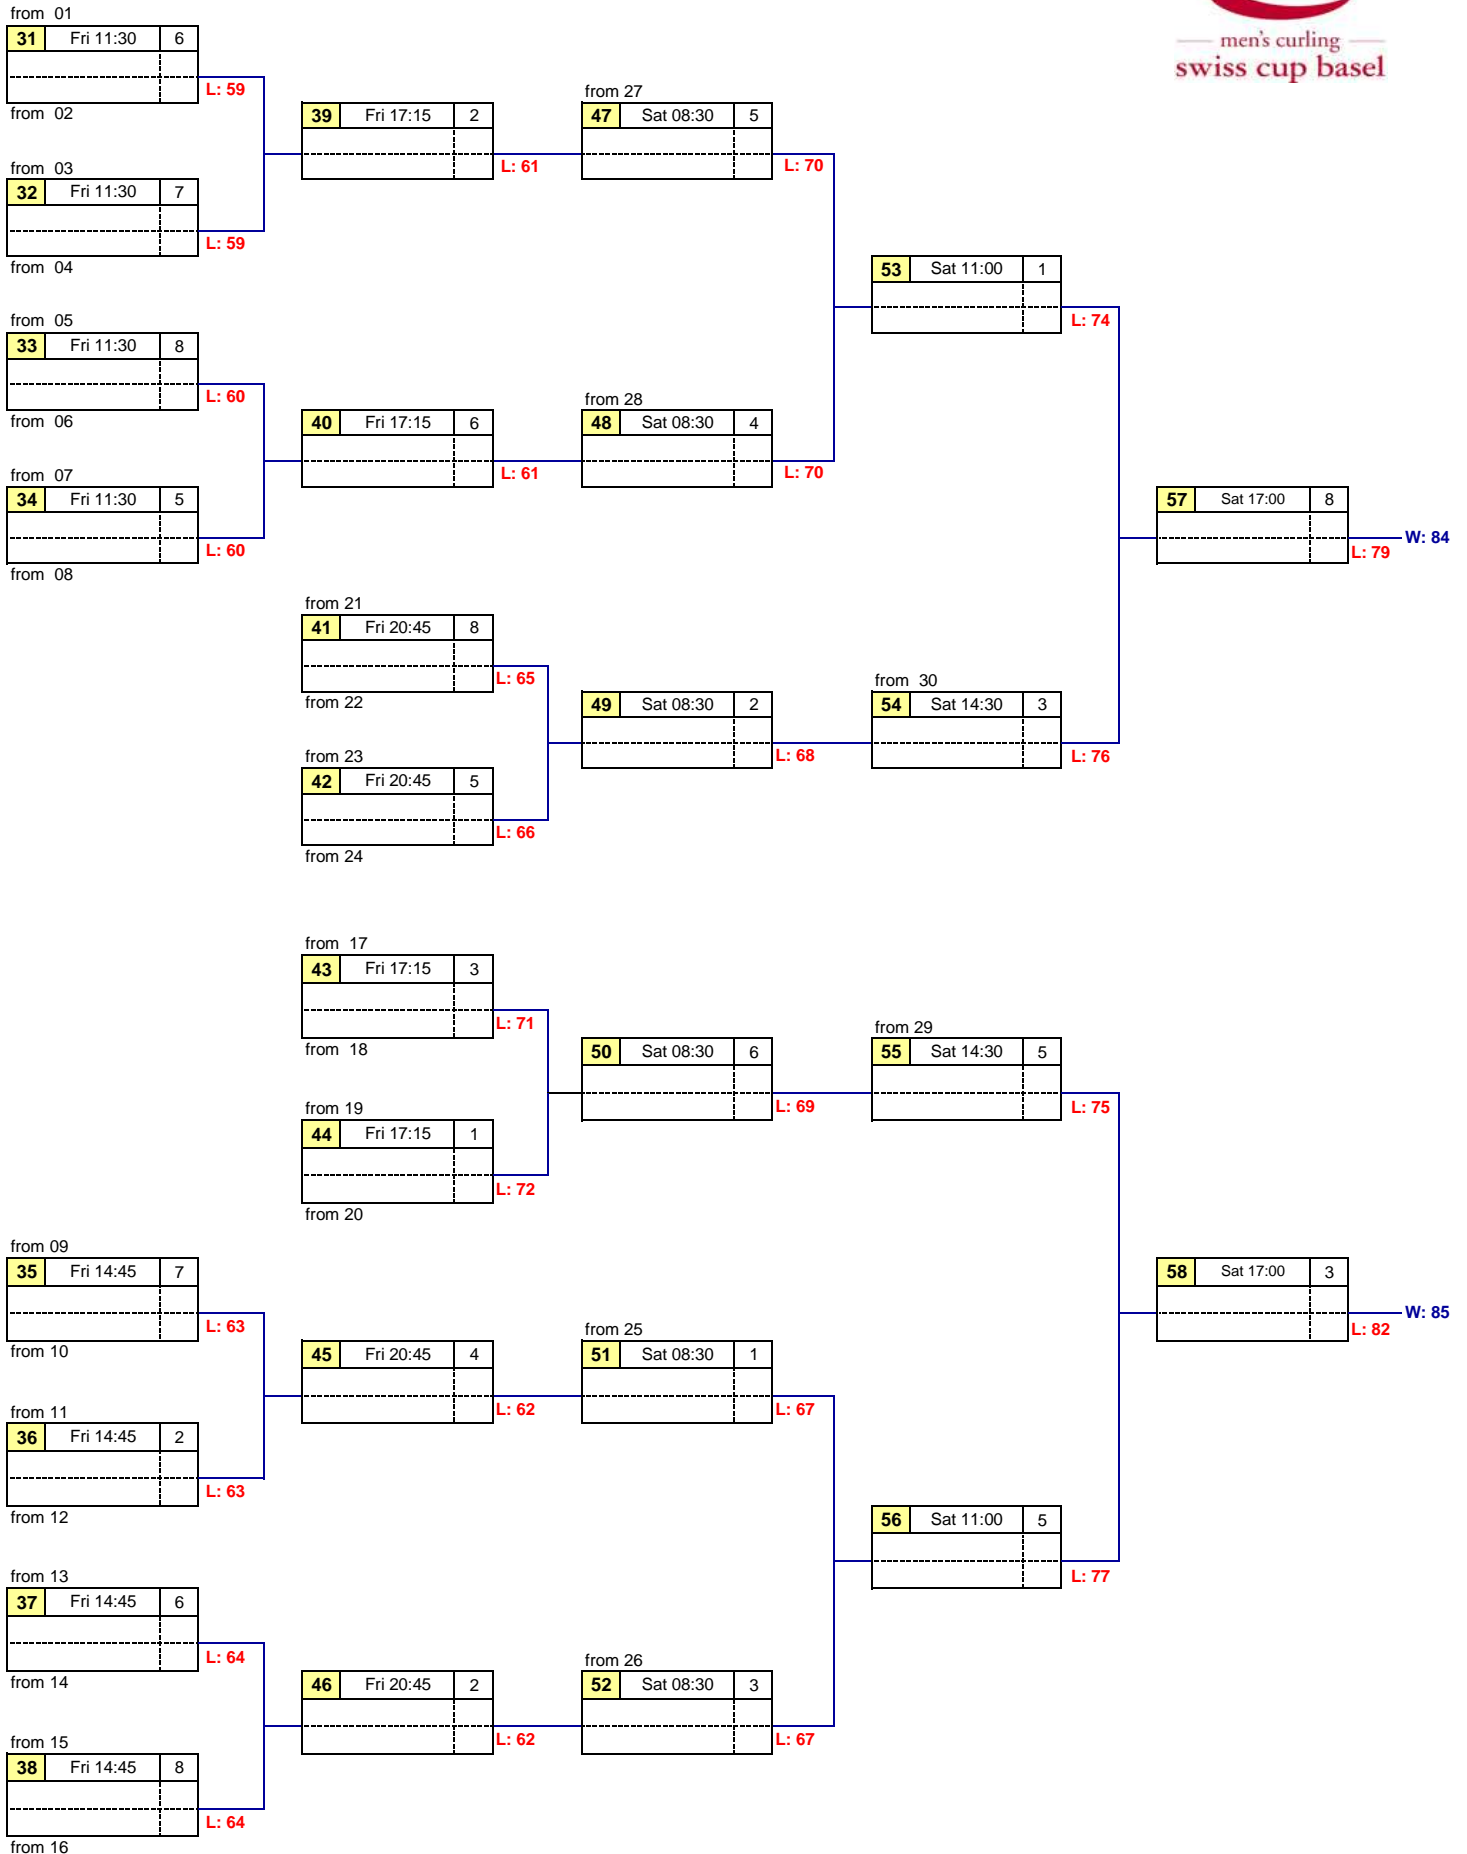 men's curling
swiss cup basel
from 01
31 Fri 11:30 6
L: 59
from 02
from 03
32 Fri 11:30 7
L: 59
from 04
from 05
33 Fri 11:30 8
L: 60
from 06
from 07
34 Fri 11:30 5
L: 60
from 08
39 Fri 17:15 2
L: 61
40 Fri 17:15 6
L: 61
from 27
47 Sat 08:30 5
L: 70
from 28
48 Sat 08:30 4
L: 70
53 Sat 11:00 1
L: 74
57 Sat 17:00 8
W: 84
L: 79
from 21
41 Fri 20:45 8
L: 65
from 22
from 23
42 Fri 20:45 5
L: 66
from 24
49 Sat 08:30 2
L: 68
from 30
54 Sat 14:30 3
L: 76
from 17
43 Fri 17:15 3
L: 71
from 18
from 19
44 Fri 17:15 1
L: 72
from 20
50 Sat 08:30 6
L: 69
from 29
55 Sat 14:30 5
L: 75
58 Sat 17:00 3
W: 85
L: 82
from 09
35 Fri 14:45 7
L: 63
from 10
from 11
36 Fri 14:45 2
L: 63
from 12
from 13
37 Fri 14:45 6
L: 64
from 14
from 15
38 Fri 14:45 8
L: 64
from 16
45 Fri 20:45 4
L: 62
46 Fri 20:45 2
L: 62
from 25
51 Sat 08:30 1
L: 67
from 26
52 Sat 08:30 3
L: 67
56 Sat 11:00 5
L: 77